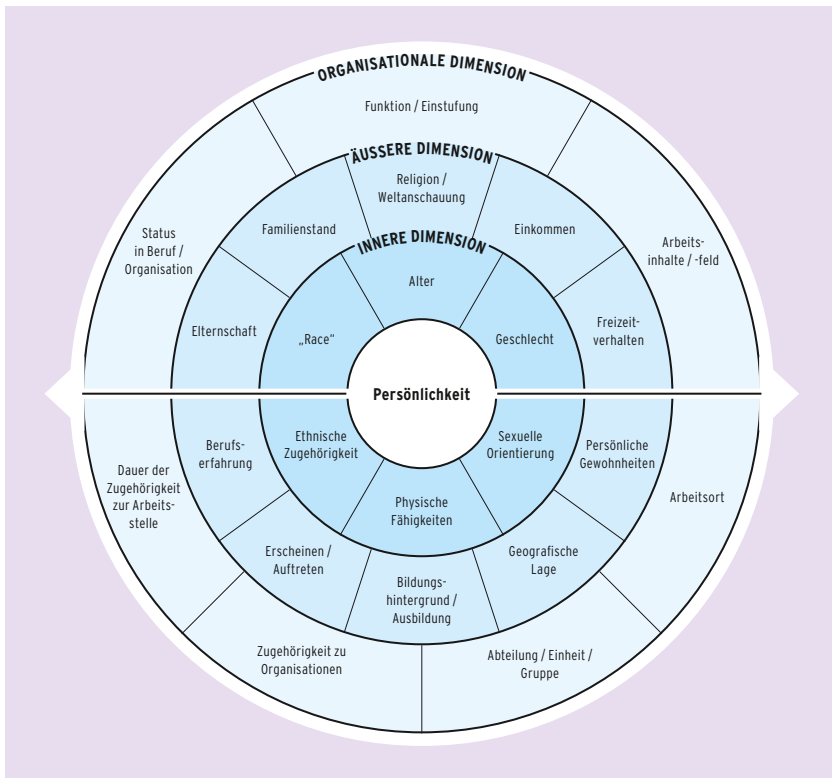 ORGANISATIONALE DIMENSION
Funktion / Einstufung
ÄUSSERE DIMENSION
Religion /
Weltanschauung
Familienstand
Einkommen
Status
in Beruf /
Organisation
Arbeits-
inhalte / -feld
INNERE DIMENSION
Alter
Elternschaft
„Race“
Geschlecht
Freizeit-
verhalten
Persönlichkeit
Berufs-
erfahrung
Ethnische
Zugehörigkeit
Sexuelle
Orientierung
Persönliche
Gewohnheiten
Dauer der
Zugehörigkeit
zur Arbeits-
stelle
Physische
Fähigkeiten
Arbeitsort
Erscheinen /
Auftreten
Geografische
Lage
Bildungs-
hintergrund /
Ausbildung
Zugehörigkeit zu
Organisationen
Abteilung / Einheit /
Gruppe